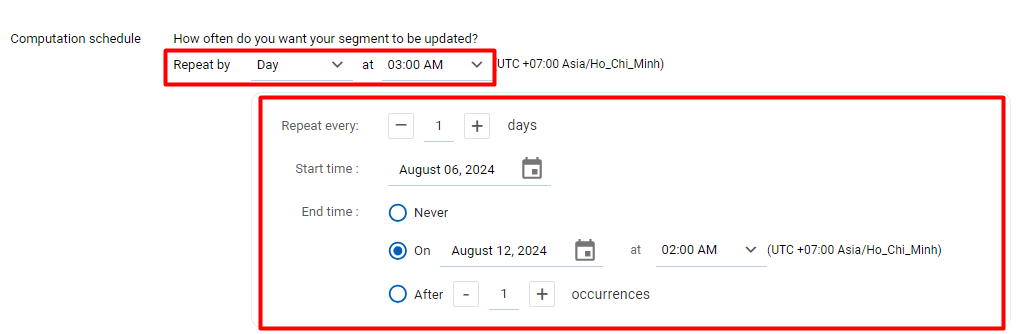 Computation schedule How often do you want your segment to be updated?
Repeat by Day at 03:00 AM (UTC +07:00 Asia/Ho_Chi_Minh)
Repeat every: − 1 + days
Start time : August 06, 2024
End time : Never
On August 12, 2024 at 02:00 AM (UTC +07:00 Asia/Ho_Chi_Minh)
After - 1 + occurrences